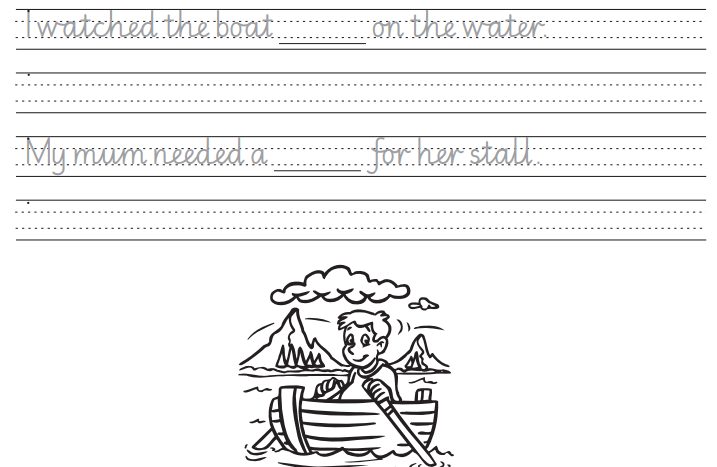 I watched the boat ______ on the water.
My mum needed a ______ for her stall.